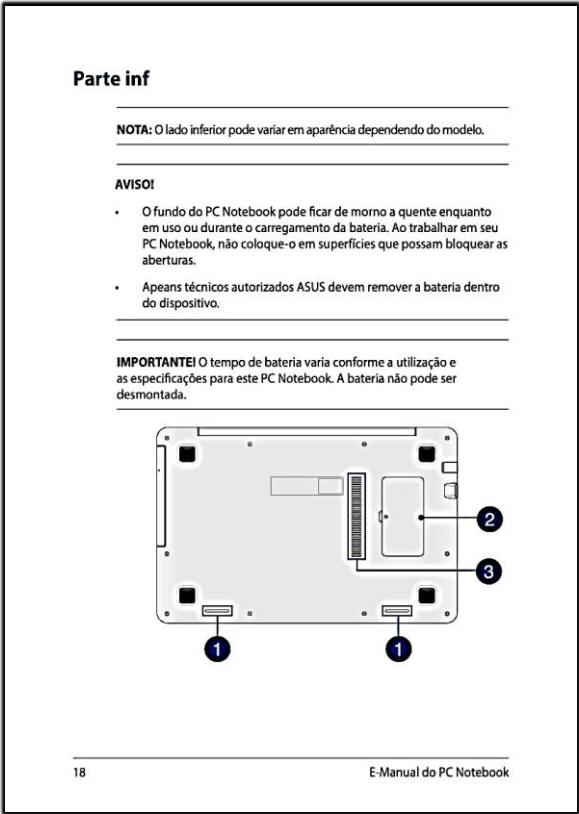 Parte inf
NOTA: O lado inferior pode variar em aparência dependendo do modelo.
AVISO!
• O fundo do PC Notebook pode ficar de morno a quente enquanto
em uso ou durante o carregamento da bateria. Ao trabalhar em seu
PC Notebook, não coloque-o em superfícies que possam bloquear as
aberturas.
• Apeans técnicos autorizados ASUS devem remover a bateria dentro
do dispositivo.
IMPORTANTE! O tempo de bateria varia conforme a utilização e
as especificações para este PC Notebook. A bateria não pode ser
desmontada.
2
3
1 1
18 E-Manual do PC Notebook